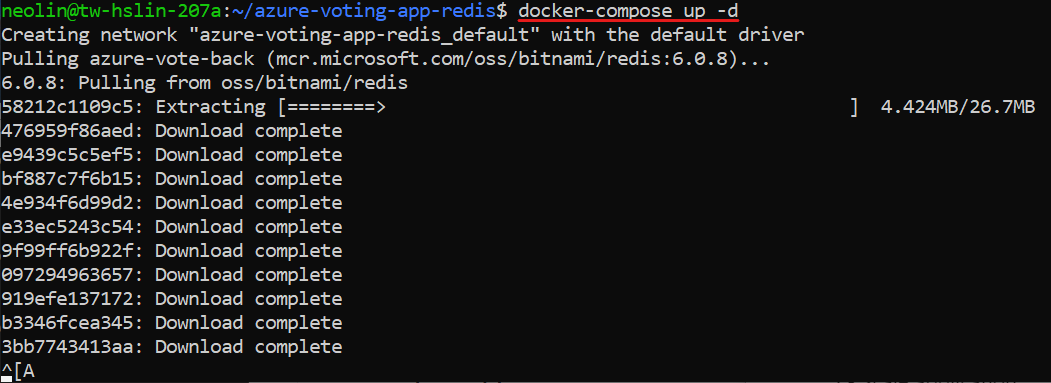 neolin@tw-hslin-207a:~/azure-voting-app-redis$ docker-compose up -d
Creating network "azure-voting-app-redis_default" with the default driver
Pulling azure-vote-back (mcr.microsoft.com/oss/bitnami/redis:6.0.8)...
6.0.8: Pulling from oss/bitnami/redis
58212c1109c5: Extracting [========>                                          ]  4.424MB/26.7MB
476959f86aed: Download complete
e9439c5c5ef5: Download complete
bf887c7f6b15: Download complete
4e934f6d99d2: Download complete
e33ec5243c54: Download complete
9f99ff6b922f: Download complete
097294963657: Download complete
919efe137172: Download complete
b3346fcea345: Download complete
3bb7743413aa: Download complete
^[A